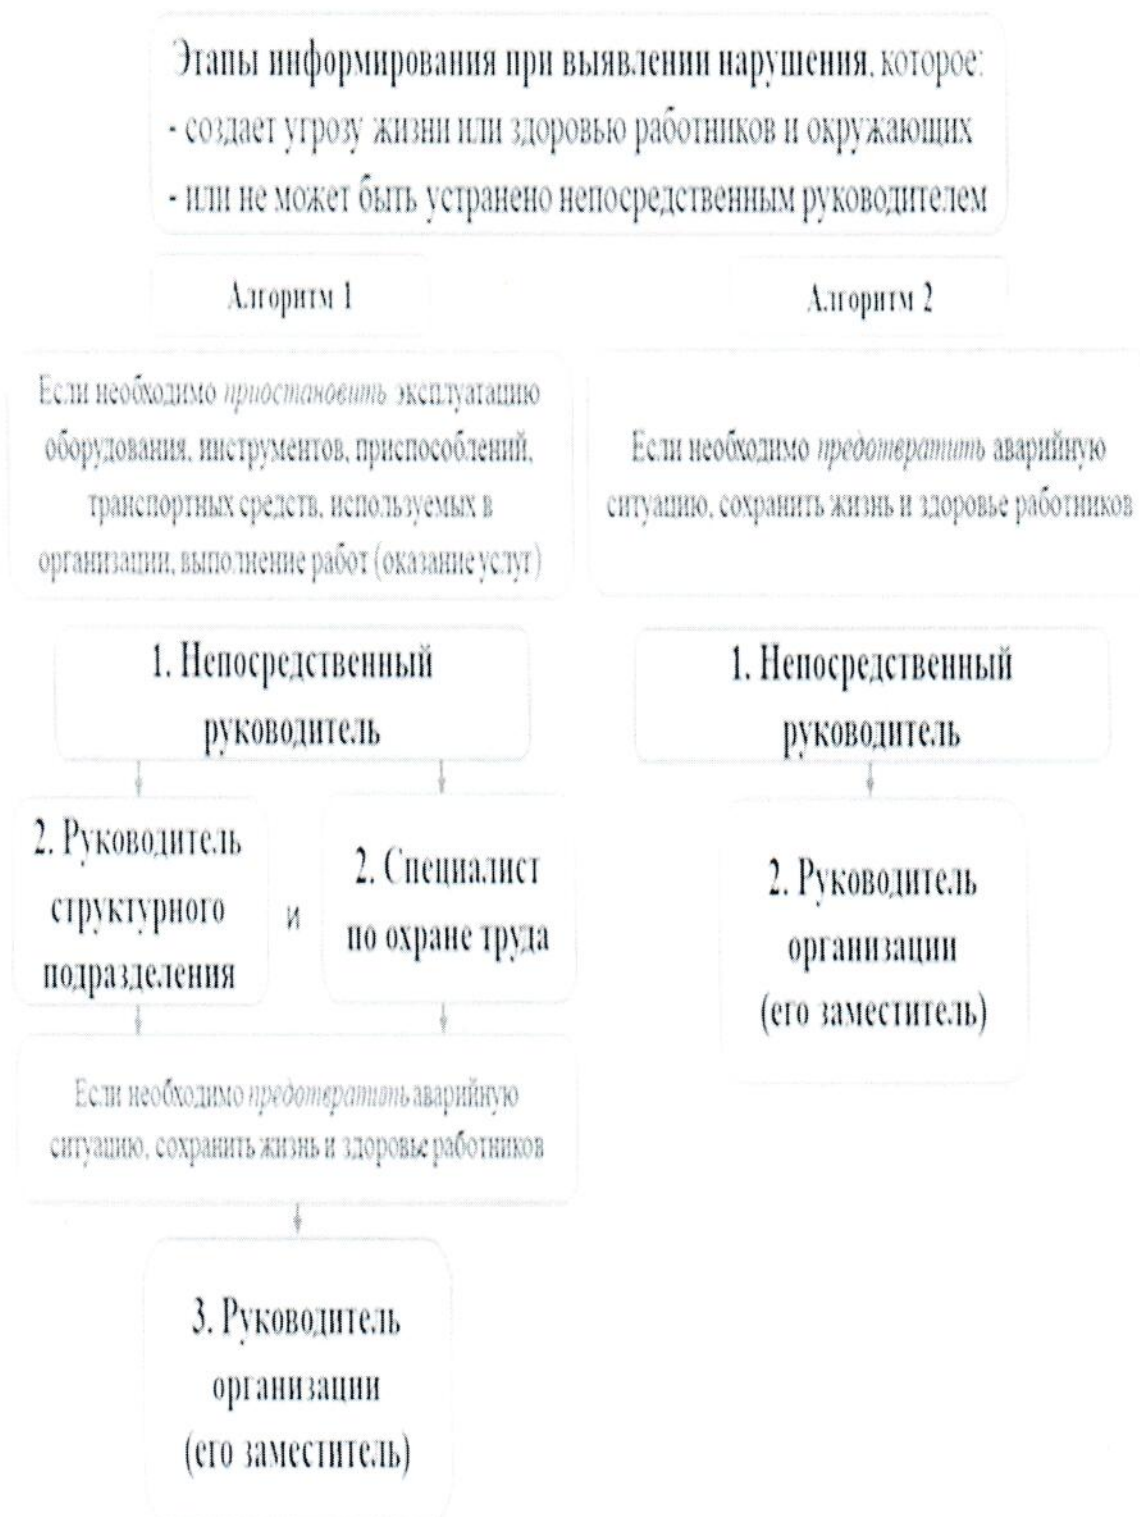 Этапы информирования при выявлении нарушения, которое:
- создает угрозу жизни или здоровью работников и окружающих
- или не может быть устранено непосредственным руководителем
Алгоритм 1
Если необходимо приостановить эксплуатацию
оборудования, инструментов, приспособлений,
транспортных средств, используемых в
организации, выполнение работ (оказание услуг)
1. Непосредственный
руководитель
2. Руководитель
структурного
подразделения
и
2. Специалист
по охране труда
Если необходимо предотвратить аварийную
ситуацию, сохранить жизнь и здоровье работников
3. Руководитель
организации
(его заместитель)
Алгоритм 2
Если необходимо предотвратить аварийную
ситуацию, сохранить жизнь и здоровье работников
1. Непосредственный
руководитель
2. Руководитель
организации
(его заместитель)